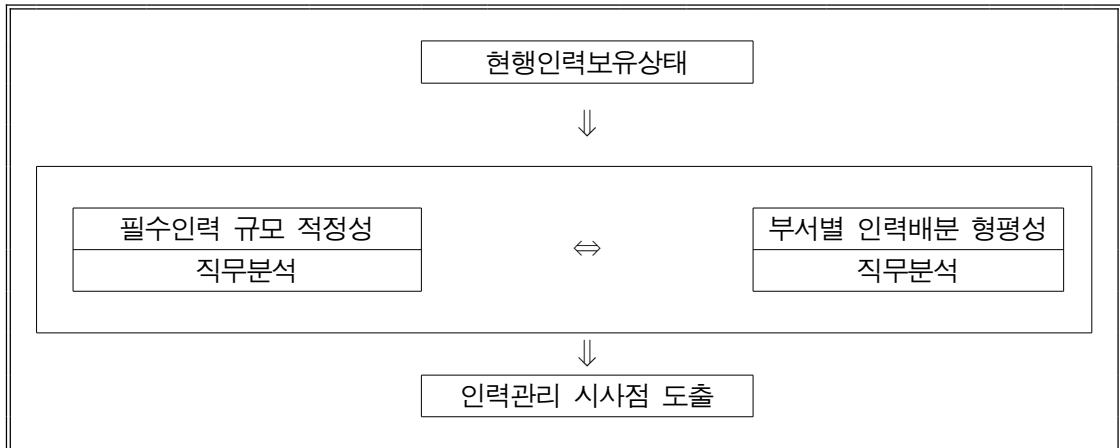 현행인력보유상태
⇓
필수인력 규모 적정성
직무분석
⇔
부서별 인력배분 형평성
직무분석
⇓
인력관리 시사점 도출